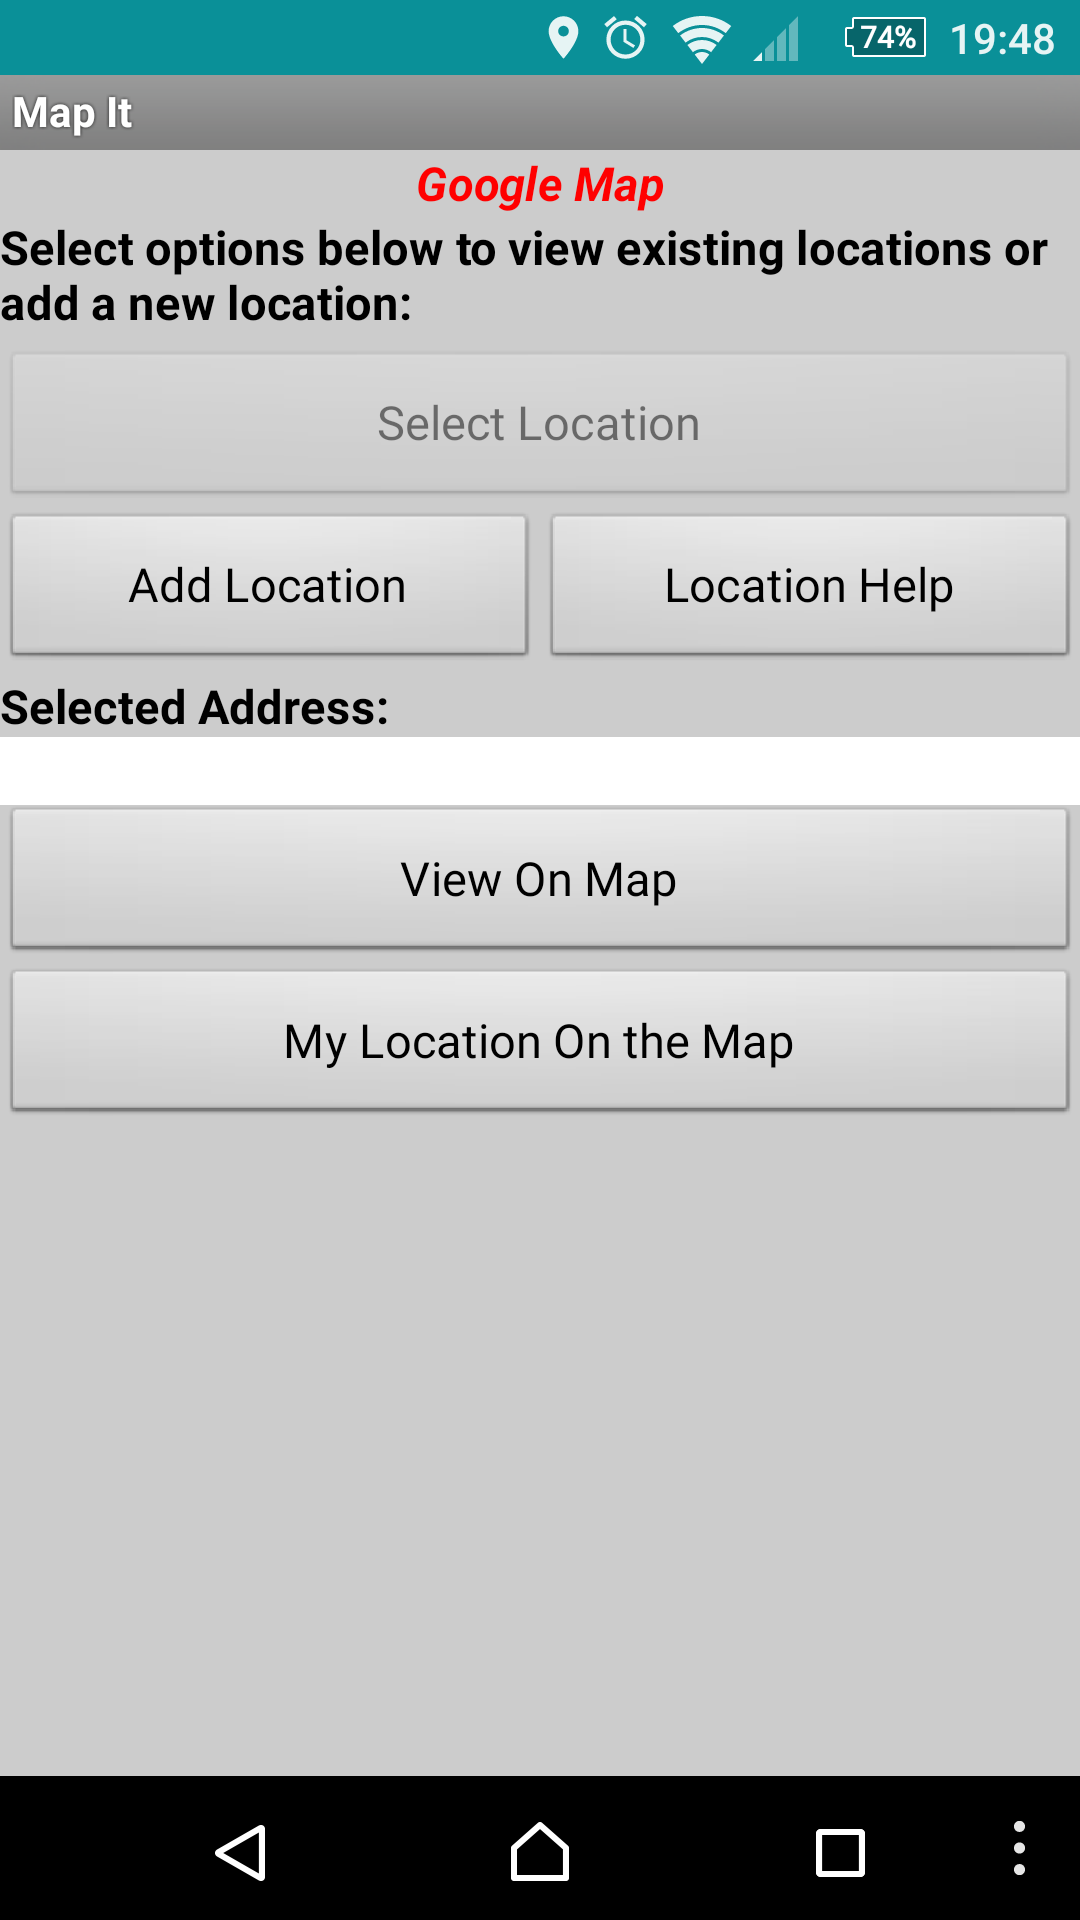 74% 19:48
Map It
Google Map
Select options below to view existing locations or
add a new location:
Select Location
Add Location Location Help
Selected Address:
View On Map
My Location On the Map